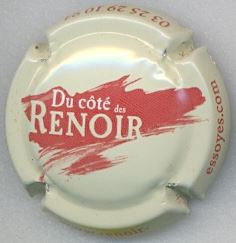 Du côté des
RENOIR
03 25 29 10 94
essoyes.com